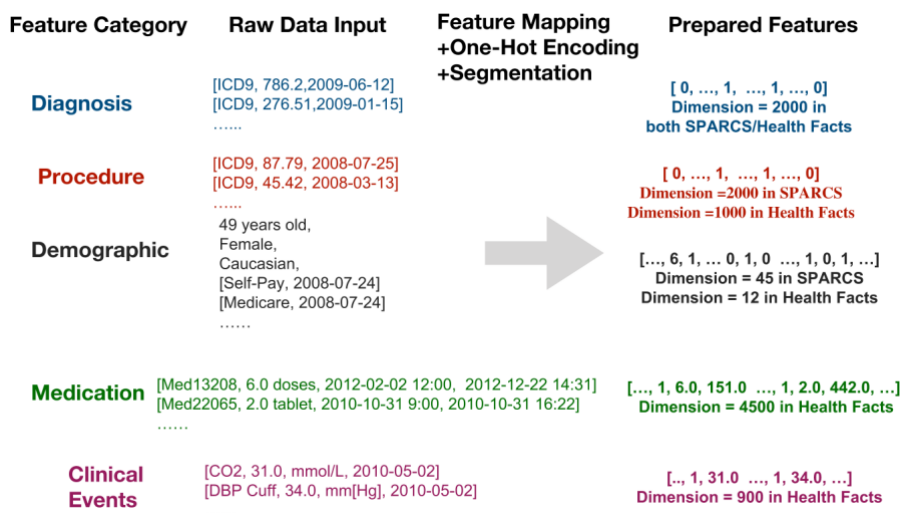 Feature Category
Raw Data Input
Feature Mapping
+One-Hot Encoding
+Segmentation
Prepared Features
Diagnosis
[ICD9, 786.2,2009-06-12]
[ICD9, 276.51,2009-01-15]
…...
[ 0, …, 1,  …, 1, …, 0]
Dimension = 2000 in
both SPARCS/Health Facts
Procedure
[ICD9, 87.79, 2008-07-25]
[ICD9, 45.42, 2008-03-13]
…...
[ 0, …, 1,  …, 1, …, 0]
Dimension =2000 in SPARCS
Dimension =1000 in Health Facts
Demographic
49 years old,
Female,
Caucasian,
[Self-Pay, 2008-07-24]
[Medicare, 2008-07-24]
……
[…, 6, 1, … 0, 1, 0  …, 1, 0, 1, …]
Dimension = 45 in SPARCS
Dimension = 12 in Health Facts
Medication
[Med13208, 6.0 doses, 2012-02-02 12:00,  2012-12-22 14:31]
[Med22065, 2.0 tablet, 2010-10-31 9:00, 2010-10-31 16:22]
……
[…, 1, 6.0, 151.0  …, 1, 2.0, 442.0, …]
Dimension = 4500 in Health Facts
Clinical
Events
[CO2, 31.0, mmol/L, 2010-05-02]
[DBP Cuff, 34.0, mm[Hg], 2010-05-02]
[.., 1, 31.0  …, 1, 34.0, …]
Dimension = 900 in Health Facts